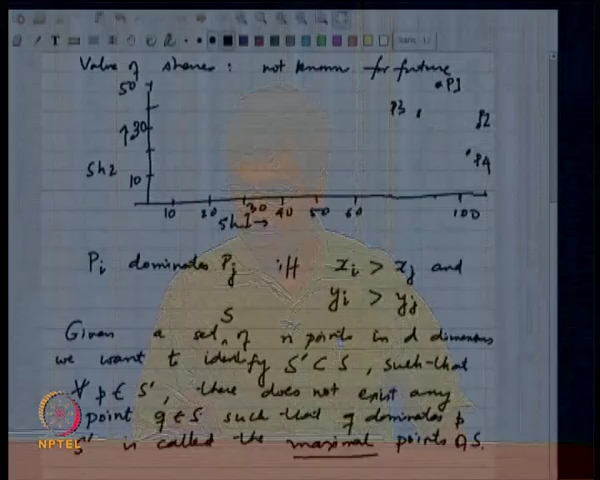 Value of shares : not known for future
50
P1
P3
P2
↑30
P4
Sh2
10
10 20 30 40 50 60 100
Sh1→
Pi dominates Pj iff xi > xj and
yi > yj
S
Given a set of n points in d dimensions
we want t identify S' ⊂ S, such-that
∀ p ∈ S', there does not exist any
point q ∈ S such-that q dominates p
S' is called the maximal points of S.
NPTEL